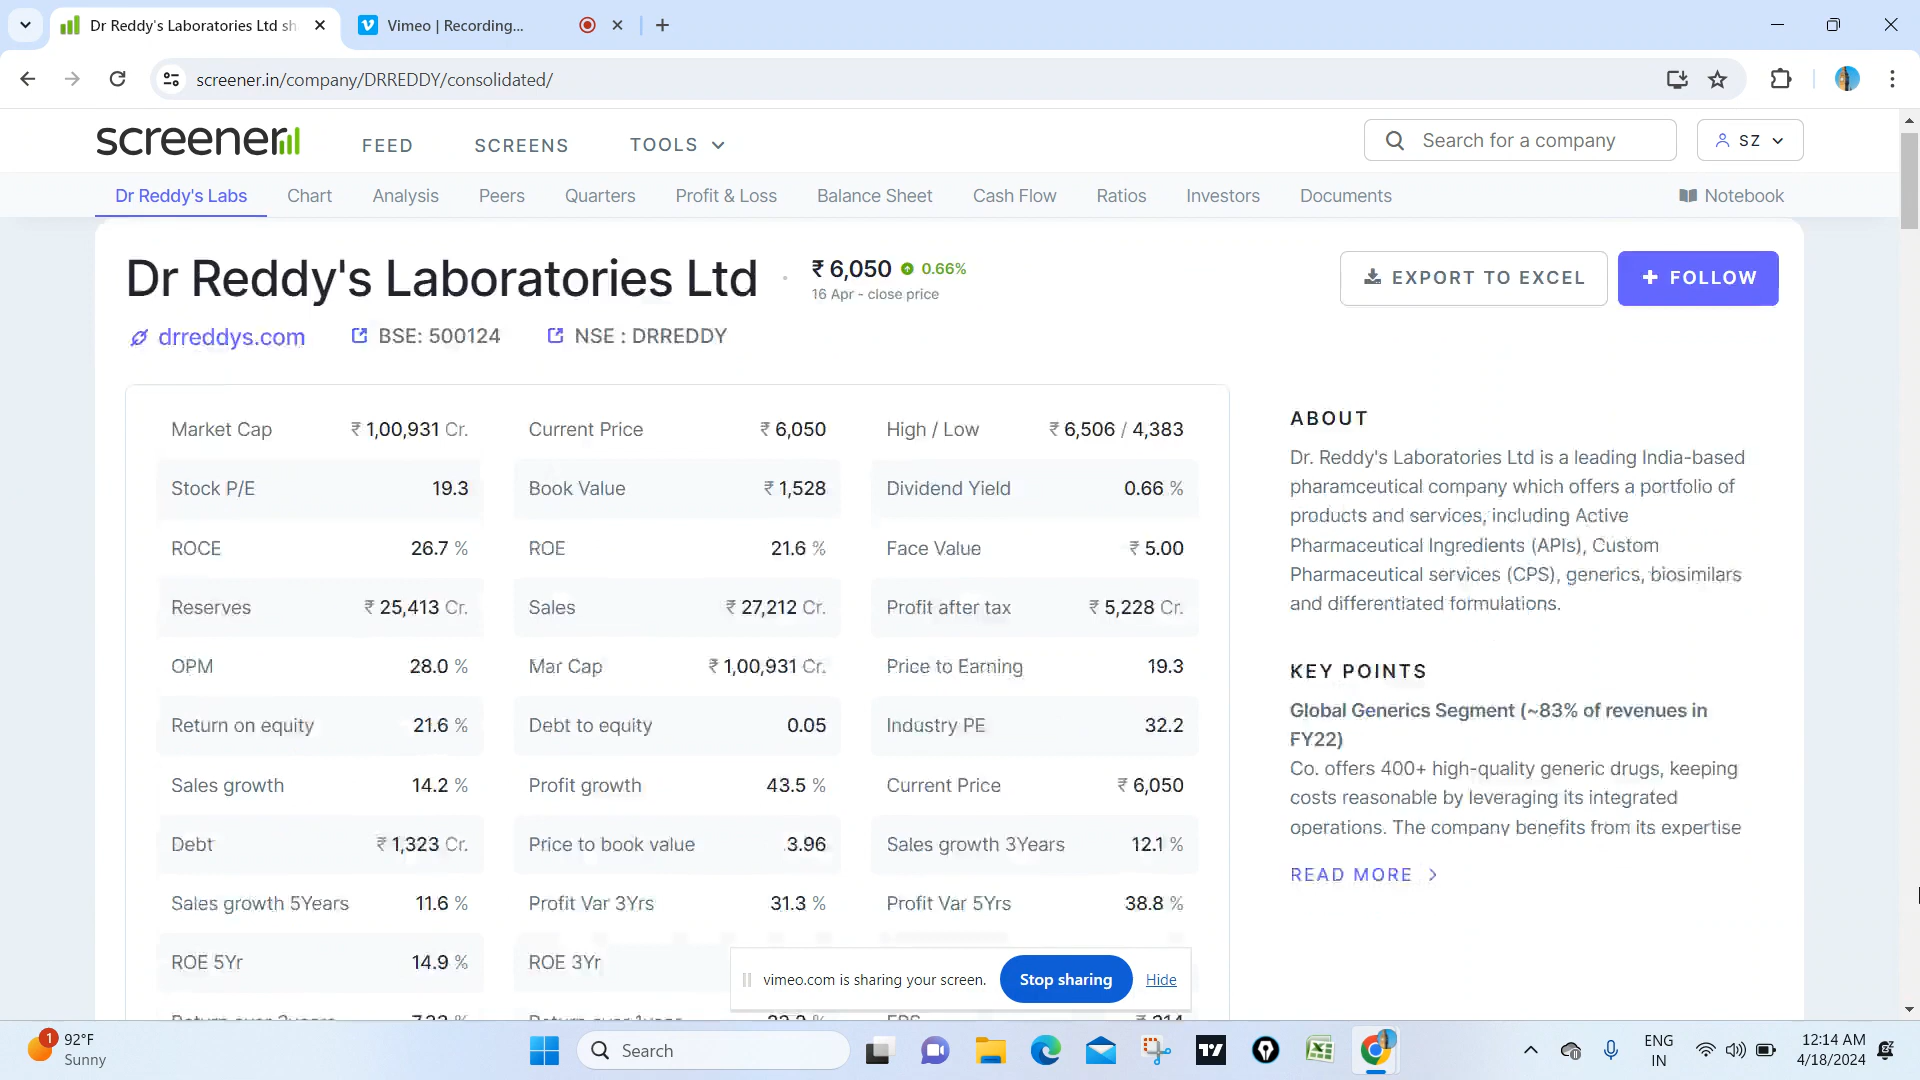 Dr Reddy's Laboratories Ltd sh
Vimeo | Recording...
screener.in/company/DRREDDY/consolidated/
screener
FEED
SCREENS
TOOLS
Search for a company
SZ
Dr Reddy's Labs
Chart
Analysis
Peers
Quarters
Profit & Loss
Balance Sheet
Cash Flow
Ratios
Investors
Documents
Notebook
Dr Reddy's Laboratories Ltd
₹ 6,050 0.66%
16 Apr - close price
EXPORT TO EXCEL
+ FOLLOW
drreddys.com
BSE: 500124
NSE : DRREDDY
Market Cap ₹ 1,00,931 Cr.
Current Price ₹ 6,050
High / Low ₹ 6,506 / 4,383
Stock P/E 19.3
Book Value ₹ 1,528
Dividend Yield 0.66 %
ROCE 26.7 %
ROE 21.6 %
Face Value ₹ 5.00
Reserves ₹ 25,413 Cr.
Sales ₹ 27,212 Cr.
Profit after tax ₹ 5,228 Cr.
OPM 28.0 %
Mar Cap ₹ 1,00,931 Cr.
Price to Earning 19.3
Return on equity 21.6 %
Debt to equity 0.05
Industry PE 32.2
Sales growth 14.2 %
Profit growth 43.5 %
Current Price ₹ 6,050
Debt ₹ 1,323 Cr.
Price to book value 3.96
Sales growth 3Years 12.1 %
Sales growth 5Years 11.6 %
Profit Var 3Yrs 31.3 %
Profit Var 5Yrs 38.8 %
ROE 5Yr 14.9 %
ROE 3Yr
ABOUT
Dr. Reddy's Laboratories Ltd is a leading India-based
pharamceutical company which offers a portfolio of
products and services, including Active
Pharmaceutical Ingredients (APIs), Custom
Pharmaceutical services (CPS), generics, biosimilars
and differentiated formulations.
KEY POINTS
Global Generics Segment (~83% of revenues in
FY22)
Co. offers 400+ high-quality generic drugs, keeping
costs reasonable by leveraging its integrated
operations. The company benefits from its expertise
READ MORE
vimeo.com is sharing your screen.
Stop sharing
Hide
1
92°F
Sunny
Search
ENG
IN
12:14 AM
4/18/2024